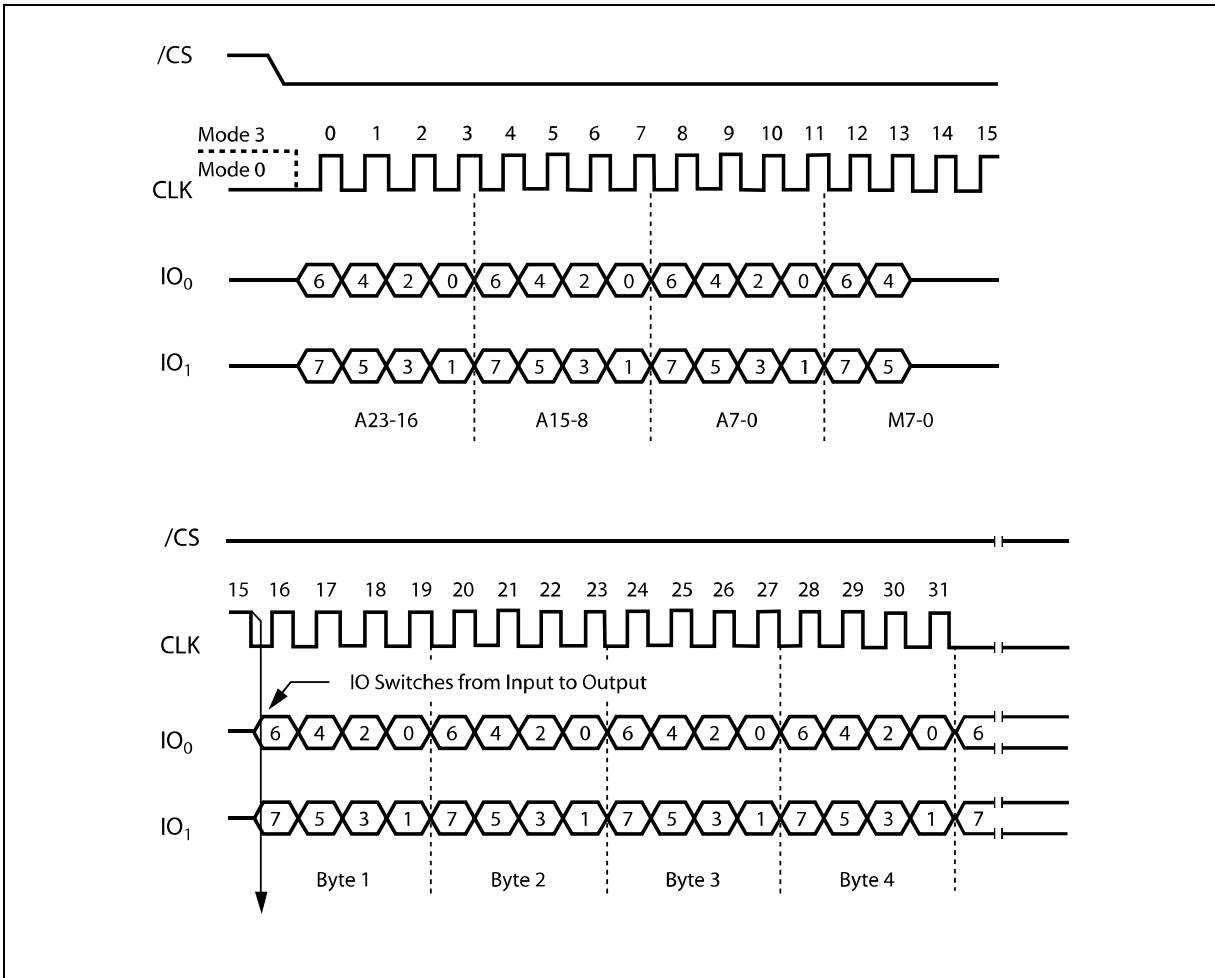 /CS
Mode 3
0 1 2 3 4 5 6 7 8 9 10 11 12 13 14 15
Mode 0
CLK
IO0 6 4 2 0 6 4 2 0 6 4 2 0 6 4
IO1 7 5 3 1 7 5 3 1 7 5 3 1 7 5
A23-16 A15-8 A7-0 M7-0
/CS
15 16 17 18 19 20 21 22 23 24 25 26 27 28 29 30 31
CLK
IO Switches from Input to Output
IO0 6 4 2 0 6 4 2 0 6 4 2 0 6 4 2 0 6
IO1 7 5 3 1 7 5 3 1 7 5 3 1 7 5 3 1 7
Byte 1 Byte 2 Byte 3 Byte 4